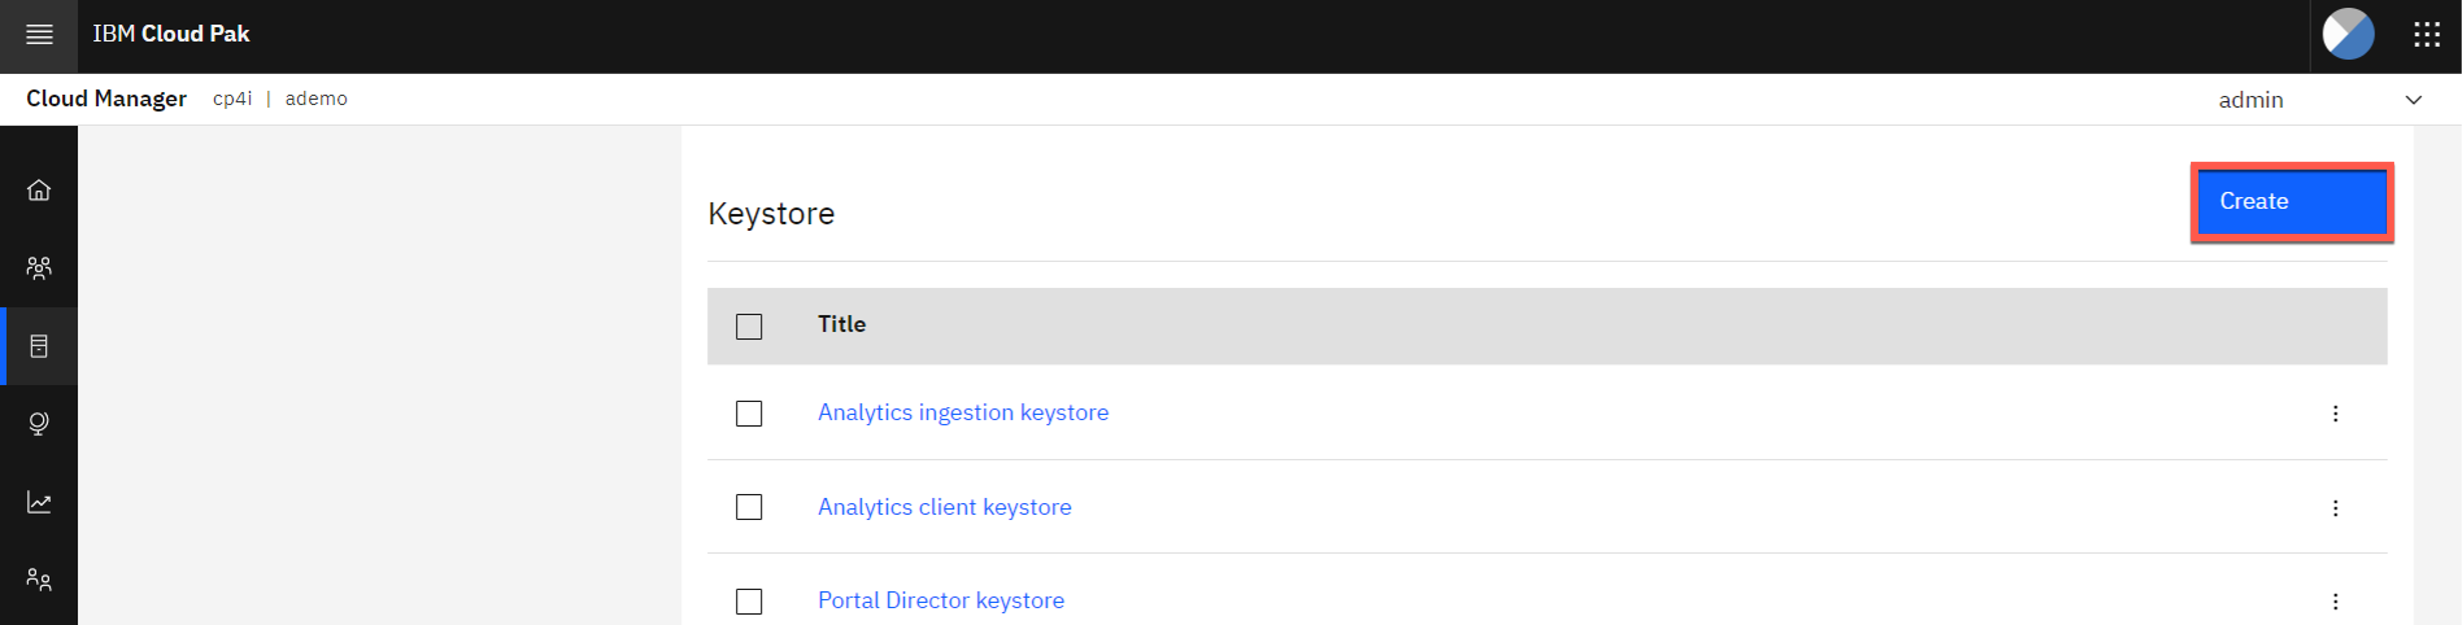 IBM Cloud Pak
Cloud Manager cp4i | ademo admin
Create
Keystore
Title
Analytics ingestion keystore
Analytics client keystore
Portal Director keystore